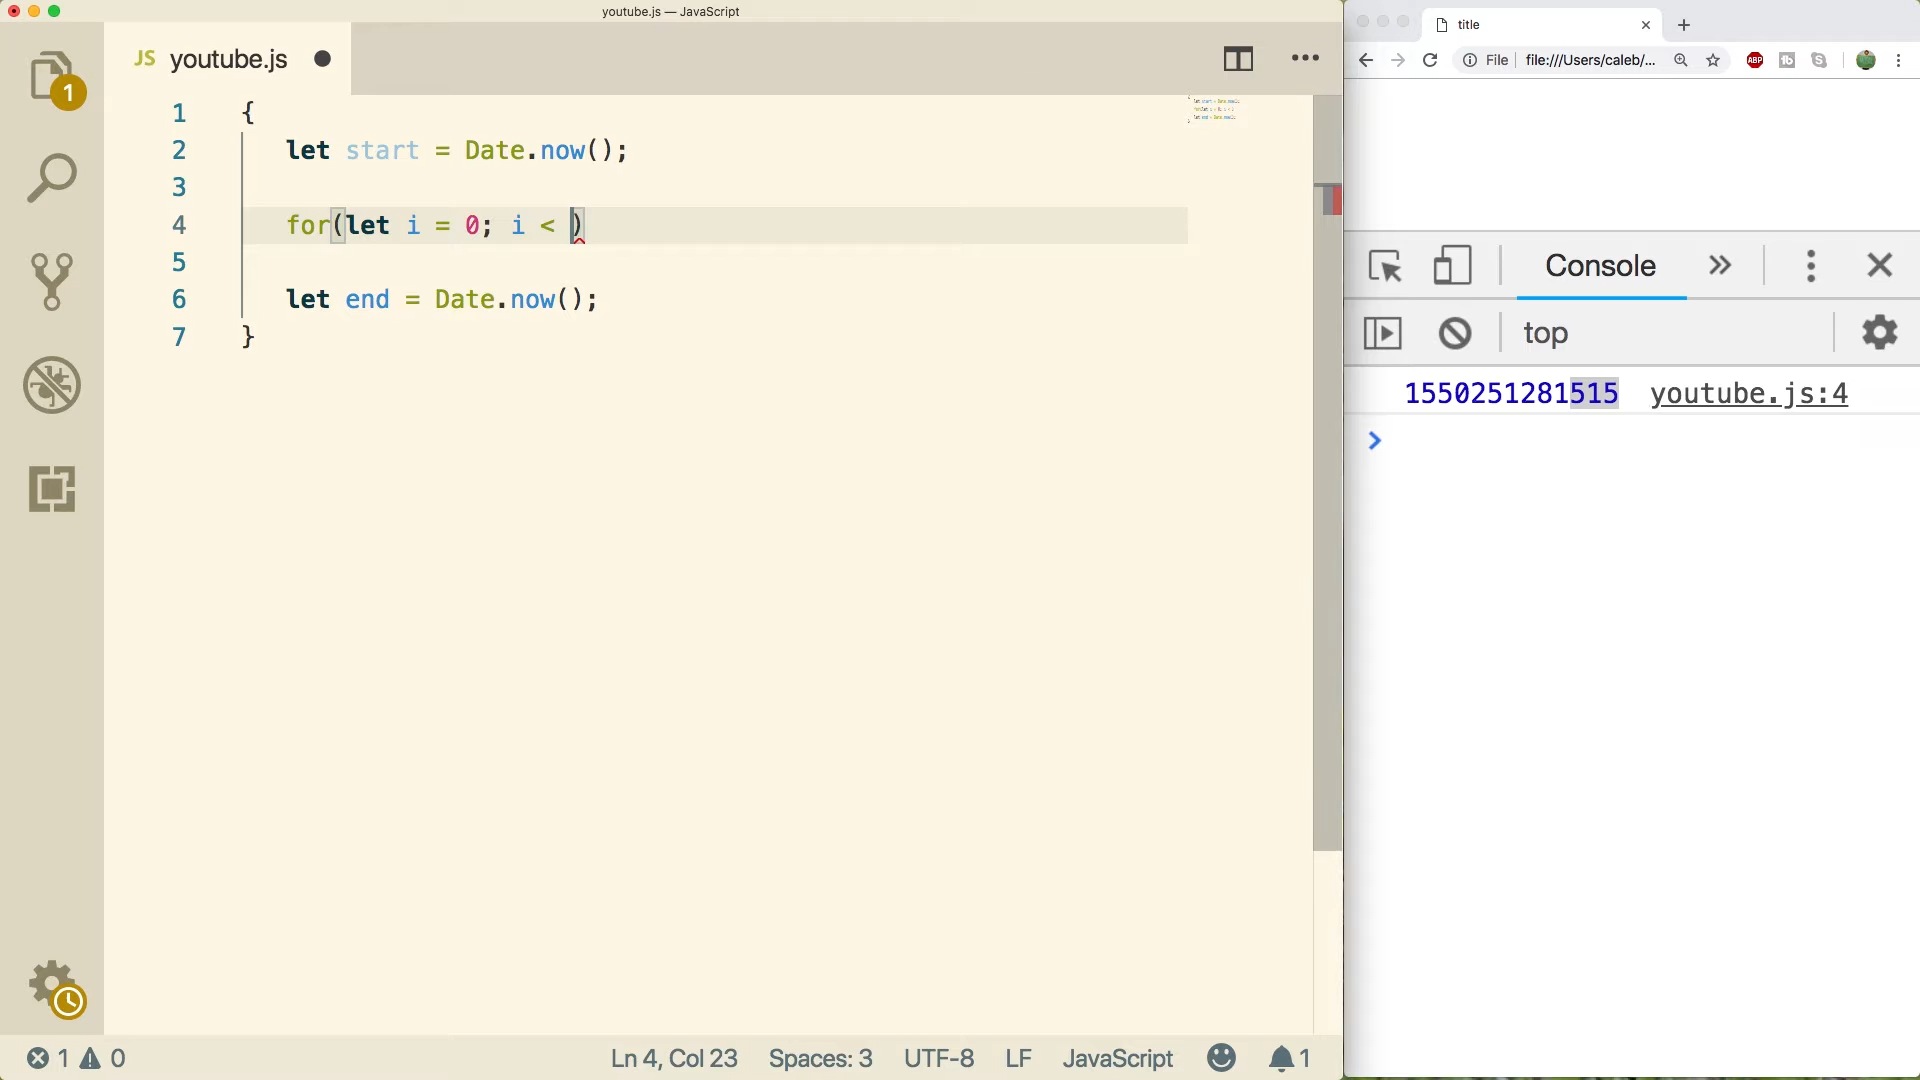 youtube.js — JavaScript
JS youtube.js
1
1 {
2 let start = Date.now();
3
4 for(let i = 0; i < )
5
6 let end = Date.now();
7 }
1 0
Ln 4, Col 23
Spaces: 3
UTF-8
LF
JavaScript
1
title
File
file:///Users/caleb/...
ABP
Console
top
1550251281515 youtube.js:4